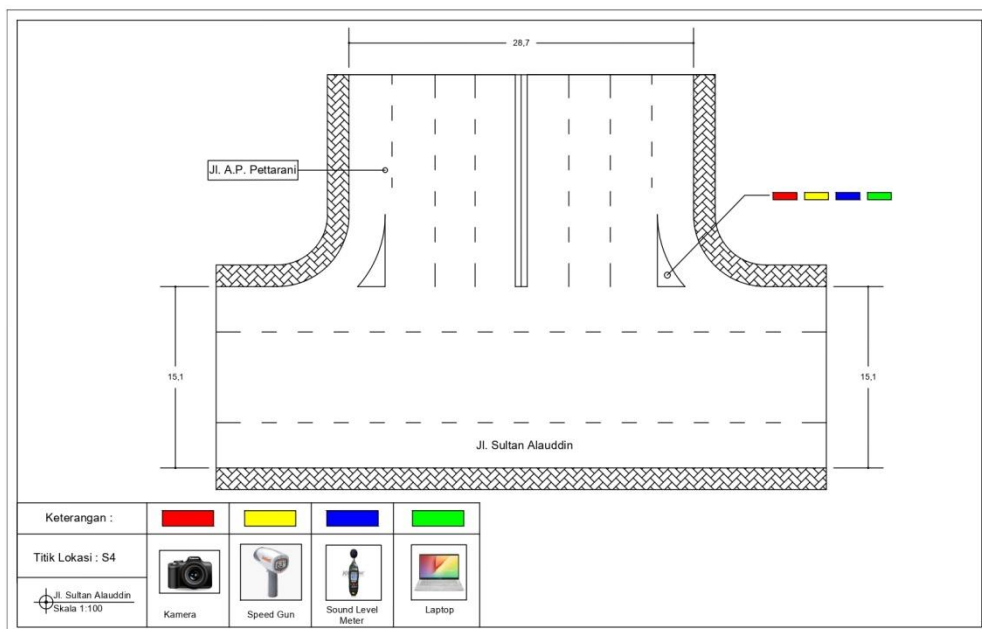 28,7
Jl. A.P. Pettarani
15,1
15,1
Jl. Sultan Alauddin
Keterangan :
Titik Lokasi : S4
Jl. Sultan Alauddin
Skala 1:100
Kamera
Speed Gun
Sound Level
Meter
Laptop